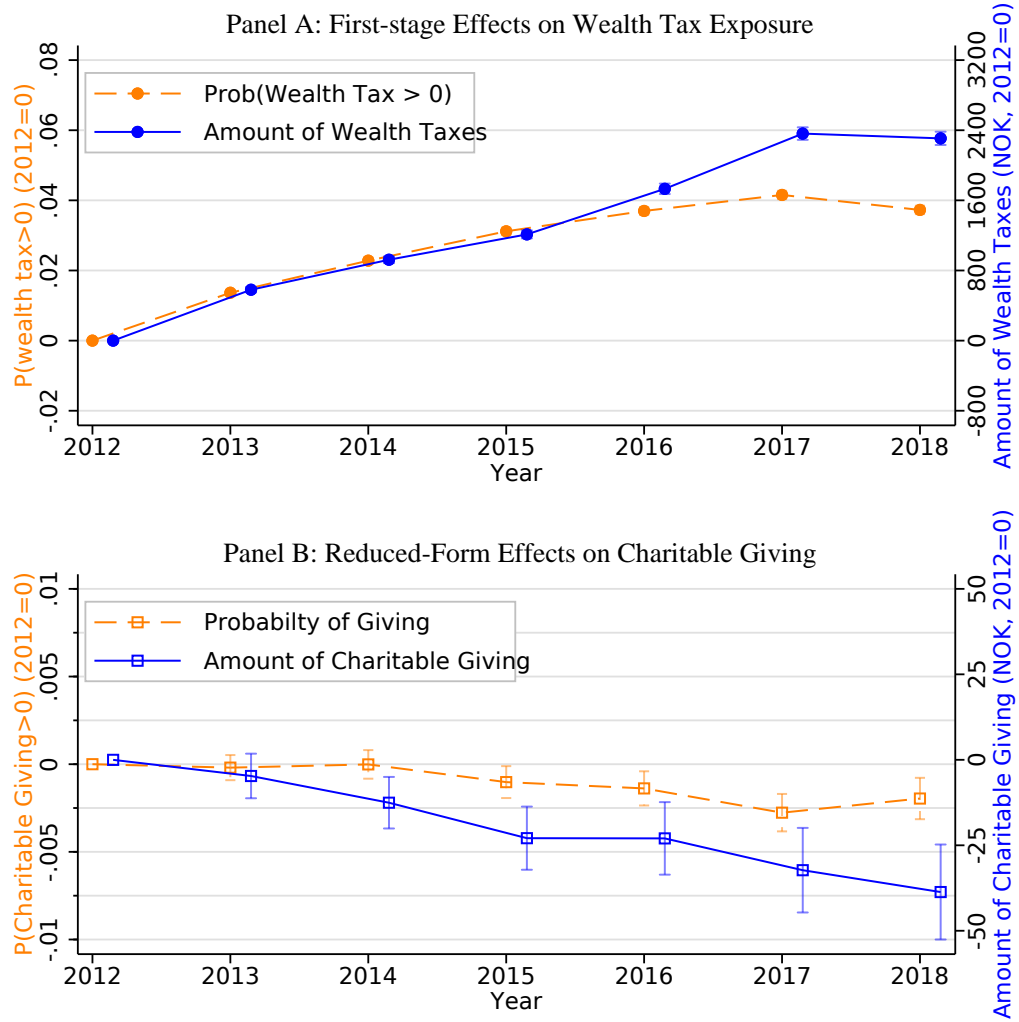 Panel A: First-stage Effects on Wealth Tax Exposure
P(wealth tax>0) (2012=0)
.08
.06
.04
.02
0
-.02
Prob(Wealth Tax > 0)
Amount of Wealth Taxes
3200
2400
1600
800
0
-800
Amount of Wealth Taxes (NOK, 2012=0)
2012 2013 2014 2015 2016 2017 2018
Year
Panel B: Reduced-Form Effects on Charitable Giving
P(Charitable Giving>0) (2012=0)
.01
.005
0
-.005
-.01
Probabilty of Giving
Amount of Charitable Giving
50
25
0
-25
-50
Amount of Charitable Giving (NOK, 2012=0)
2012 2013 2014 2015 2016 2017 2018
Year